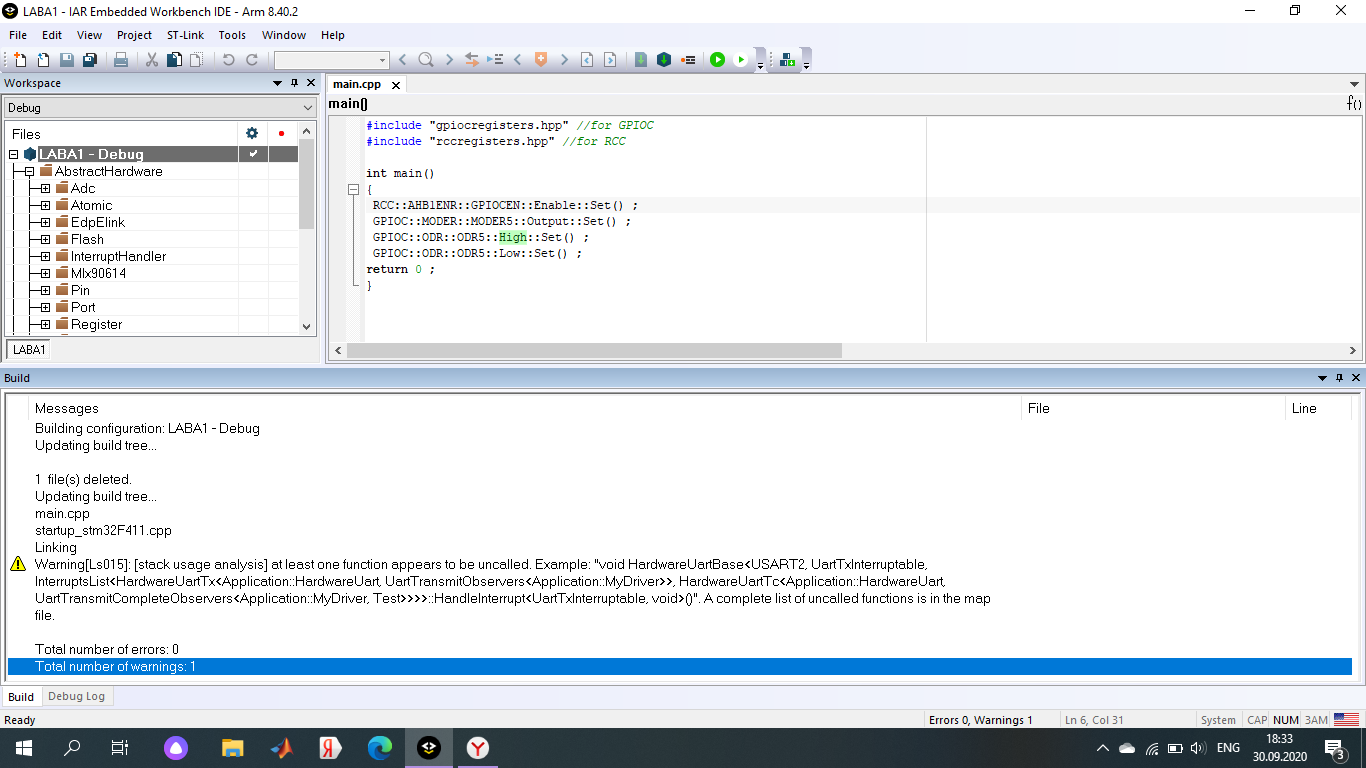 LABA1 - IAR Embedded Workbench IDE - Arm 8.40.2
File Edit View Project ST-Link Tools Window Help
Workspace
main.cpp
Debug
main()
f()
Files
LABA1 - Debug
AbstractHardware
Adc
Atomic
EdpElink
Flash
InterruptHandler
Mlx90614
Pin
Port
Register
LABA1
#include "gpiocregisters.hpp" //for GPIOC
#include "rccregisters.hpp" //for RCC
int main()
{
RCC::AHB1ENR::GPIOCEN::Enable::Set() ;
GPIOC::MODER::MODER5::Output::Set() ;
GPIOC::ODR::ODR5::High::Set() ;
GPIOC::ODR::ODR5::Low::Set() ;
return 0 ;
}
Build
Messages File Line
Building configuration: LABA1 - Debug
Updating build tree...
1 file(s) deleted.
Updating build tree...
main.cpp
startup_stm32F411.cpp
Linking
Warning[Ls015]: [stack usage analysis] at least one function appears to be uncalled. Example: "void HardwareUartBase<USART2, UartTxInterruptable,
InterruptsList<HardwareUartTx<Application::HardwareUart, UartTransmitObservers<Application::MyDriver>>, HardwareUartTc<Application::HardwareUart,
UartTransmitCompleteObservers<Application::MyDriver, Test>>>>::HandleInterrupt<UartTxInterruptable, void>()". A complete list of uncalled functions is in the map
file.
Total number of errors: 0
Total number of warnings: 1
Build Debug Log
Ready Errors 0, Warnings 1 Ln 6, Col 31 System CAP NUM ЗАМ
Я Y ENG 18:33
30.09.2020 3